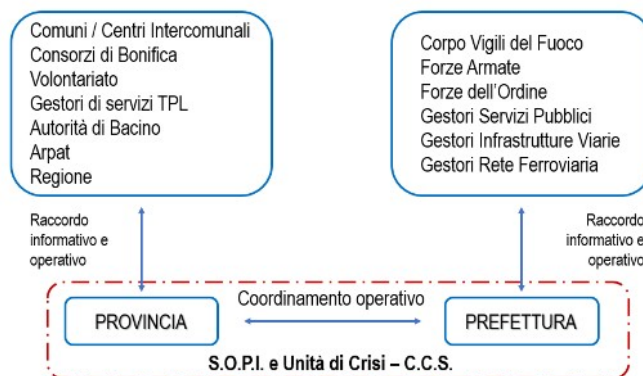 Comuni / Centri Intercomunali
Consorzi di Bonifica
Volontariato
Gestori di servizi TPL
Autorità di Bacino
Arpat
Regione
Corpo Vigili del Fuoco
Forze Armate
Forze dell'Ordine
Gestori Servizi Pubblici
Gestori Infrastrutture Viarie
Gestori Rete Ferroviaria
Raccordo
informativo e
operativo
Raccordo
informativo e
operativo
PROVINCIA
Coordinamento operativo
PREFETTURA
S.O.P.I. e Unità di Crisi – C.C.S.